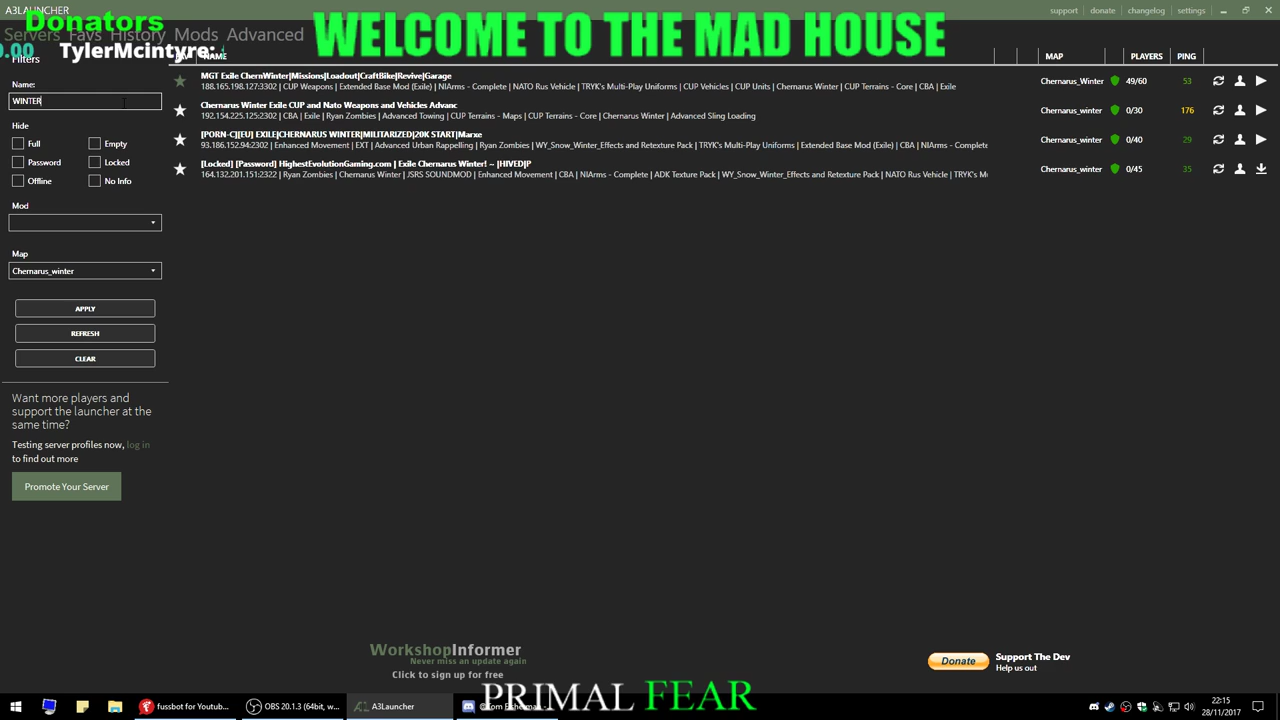 A3LAUNCHER
Donators
WELCOME TO THE MAD HOUSE
support donate changelog settings
Servers Favs History Mods Advanced
0.00 TylerMcintyre:
NAME MAP PLAYERS PING
Filters
Name:
WINTER
Hide
Full Empty
Password Locked
Offline No Info
Mod
Map
Chernarus_winter
APPLY
REFRESH
CLEAR
Want more players and
support the launcher at the
same time?
Testing server profiles now, log in
to find out more
Promote Your Server
MGT Exile ChernWinter|Missions|Loadout|CraftBike|Revive|Garage
188.165.198.127:3302 | CUP Weapons | Extended Base Mod (Exile) | NIArms - Complete | NATO Rus Vehicle | TRYK's Multi-Play Uniforms | CUP Vehicles | CUP Units | Chernarus Winter | CUP Terrains - Core | CBA | Exile
Chernarus_Winter 49/60 53
Chernarus Winter Exile CUP and Nato Weapons and Vehicles Advanc
192.154.225.125:2302 | CBA | Exile | Ryan Zombies | Advanced Towing | CUP Terrains - Maps | CUP Terrains - Core | Chernarus Winter | Advanced Sling Loading
Chernarus_winter 0/30 176
[PORN-C][EU] EXILE|CHERNARUS WINTER|MILITARIZED|20K START|Marxe
93.186.152.94:2302 | Enhanced Movement | EXT | Advanced Urban Rappelling | Ryan Zombies | WY_Snow_Winter_Effects and Retexture Pack | TRYK's Multi-Play Uniforms | Extended Base Mod (Exile) | CBA | NIArms - Complete
Chernarus_winter 0/40 29
[Locked] [Password] HighestEvolutionGaming.com | Exile Chernarus Winter! ~ |HIVED|P
164.132.201.151:2322 | Ryan Zombies | Chernarus Winter | JSRS SOUNDMOD | Enhanced Movement | CBA | NIArms - Complete | ADK Texture Pack | WY_Snow_Winter_Effects and Retexture Pack | NATO Rus Vehicle | TRYK's M
Chernarus_winter 0/45 35
WorkshopInformer
Never miss an update again
Click to sign up for free
Donate
Support The Dev
Help us out
PRIMAL FEAR
fussbot for Youtub...
OBS 20.1.3 (64bit, w...
A3Launcher
22:15
28/11/2017